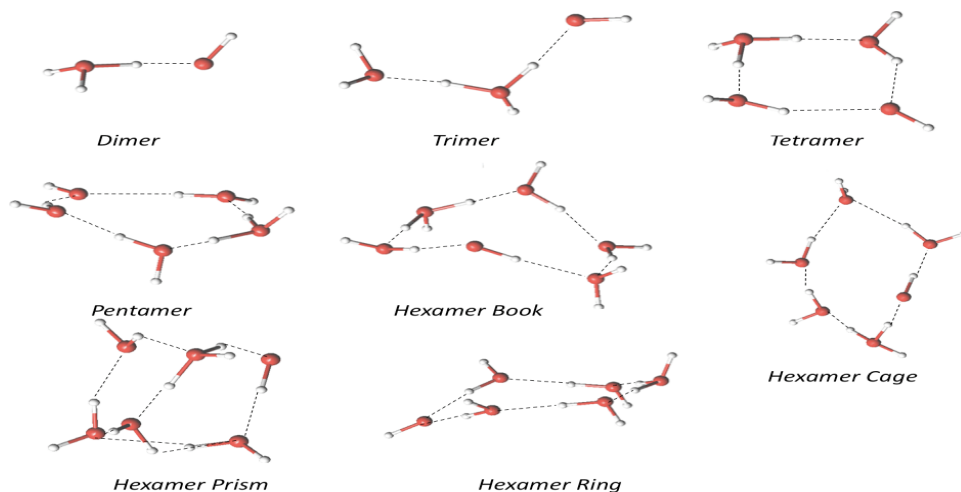 Dimer
Trimer
Tetramer
Pentamer
Hexamer Book
Hexamer Cage
Hexamer Prism
Hexamer Ring